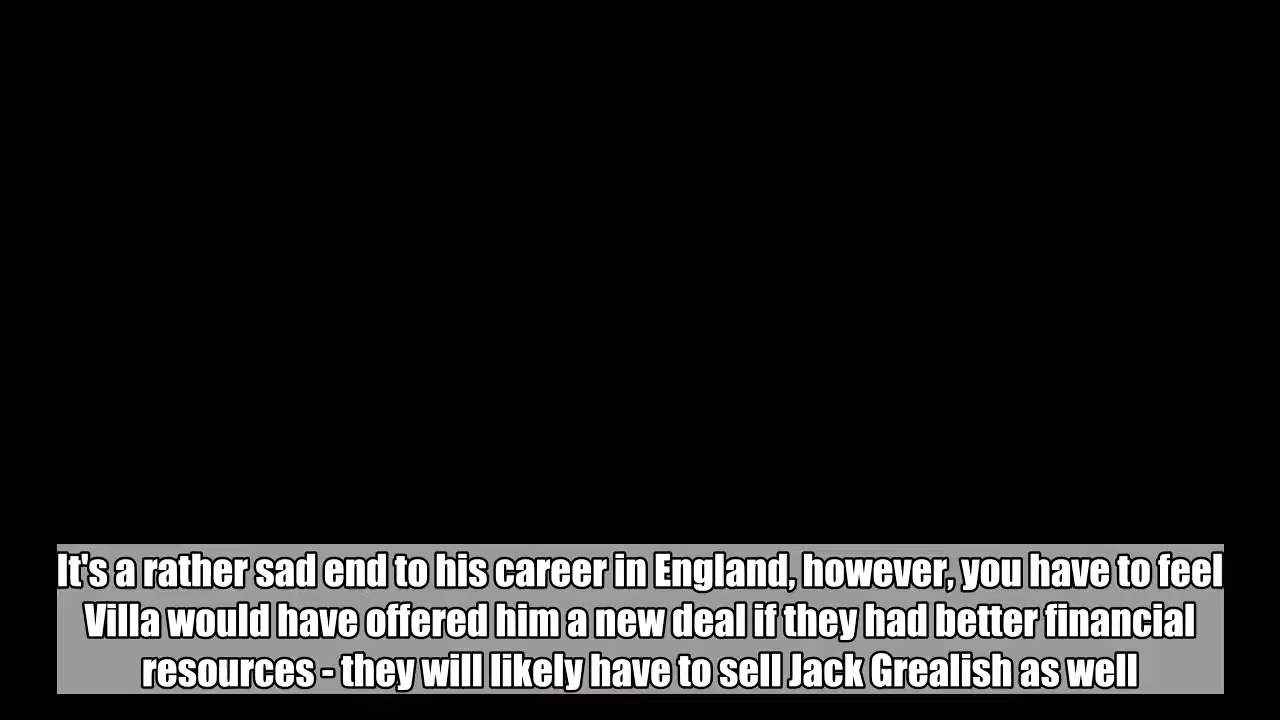 It's a rather sad end to his career in England, however, you have to feel
Villa would have offered him a new deal if they had better financial
resources - they will likely have to sell Jack Grealish as well